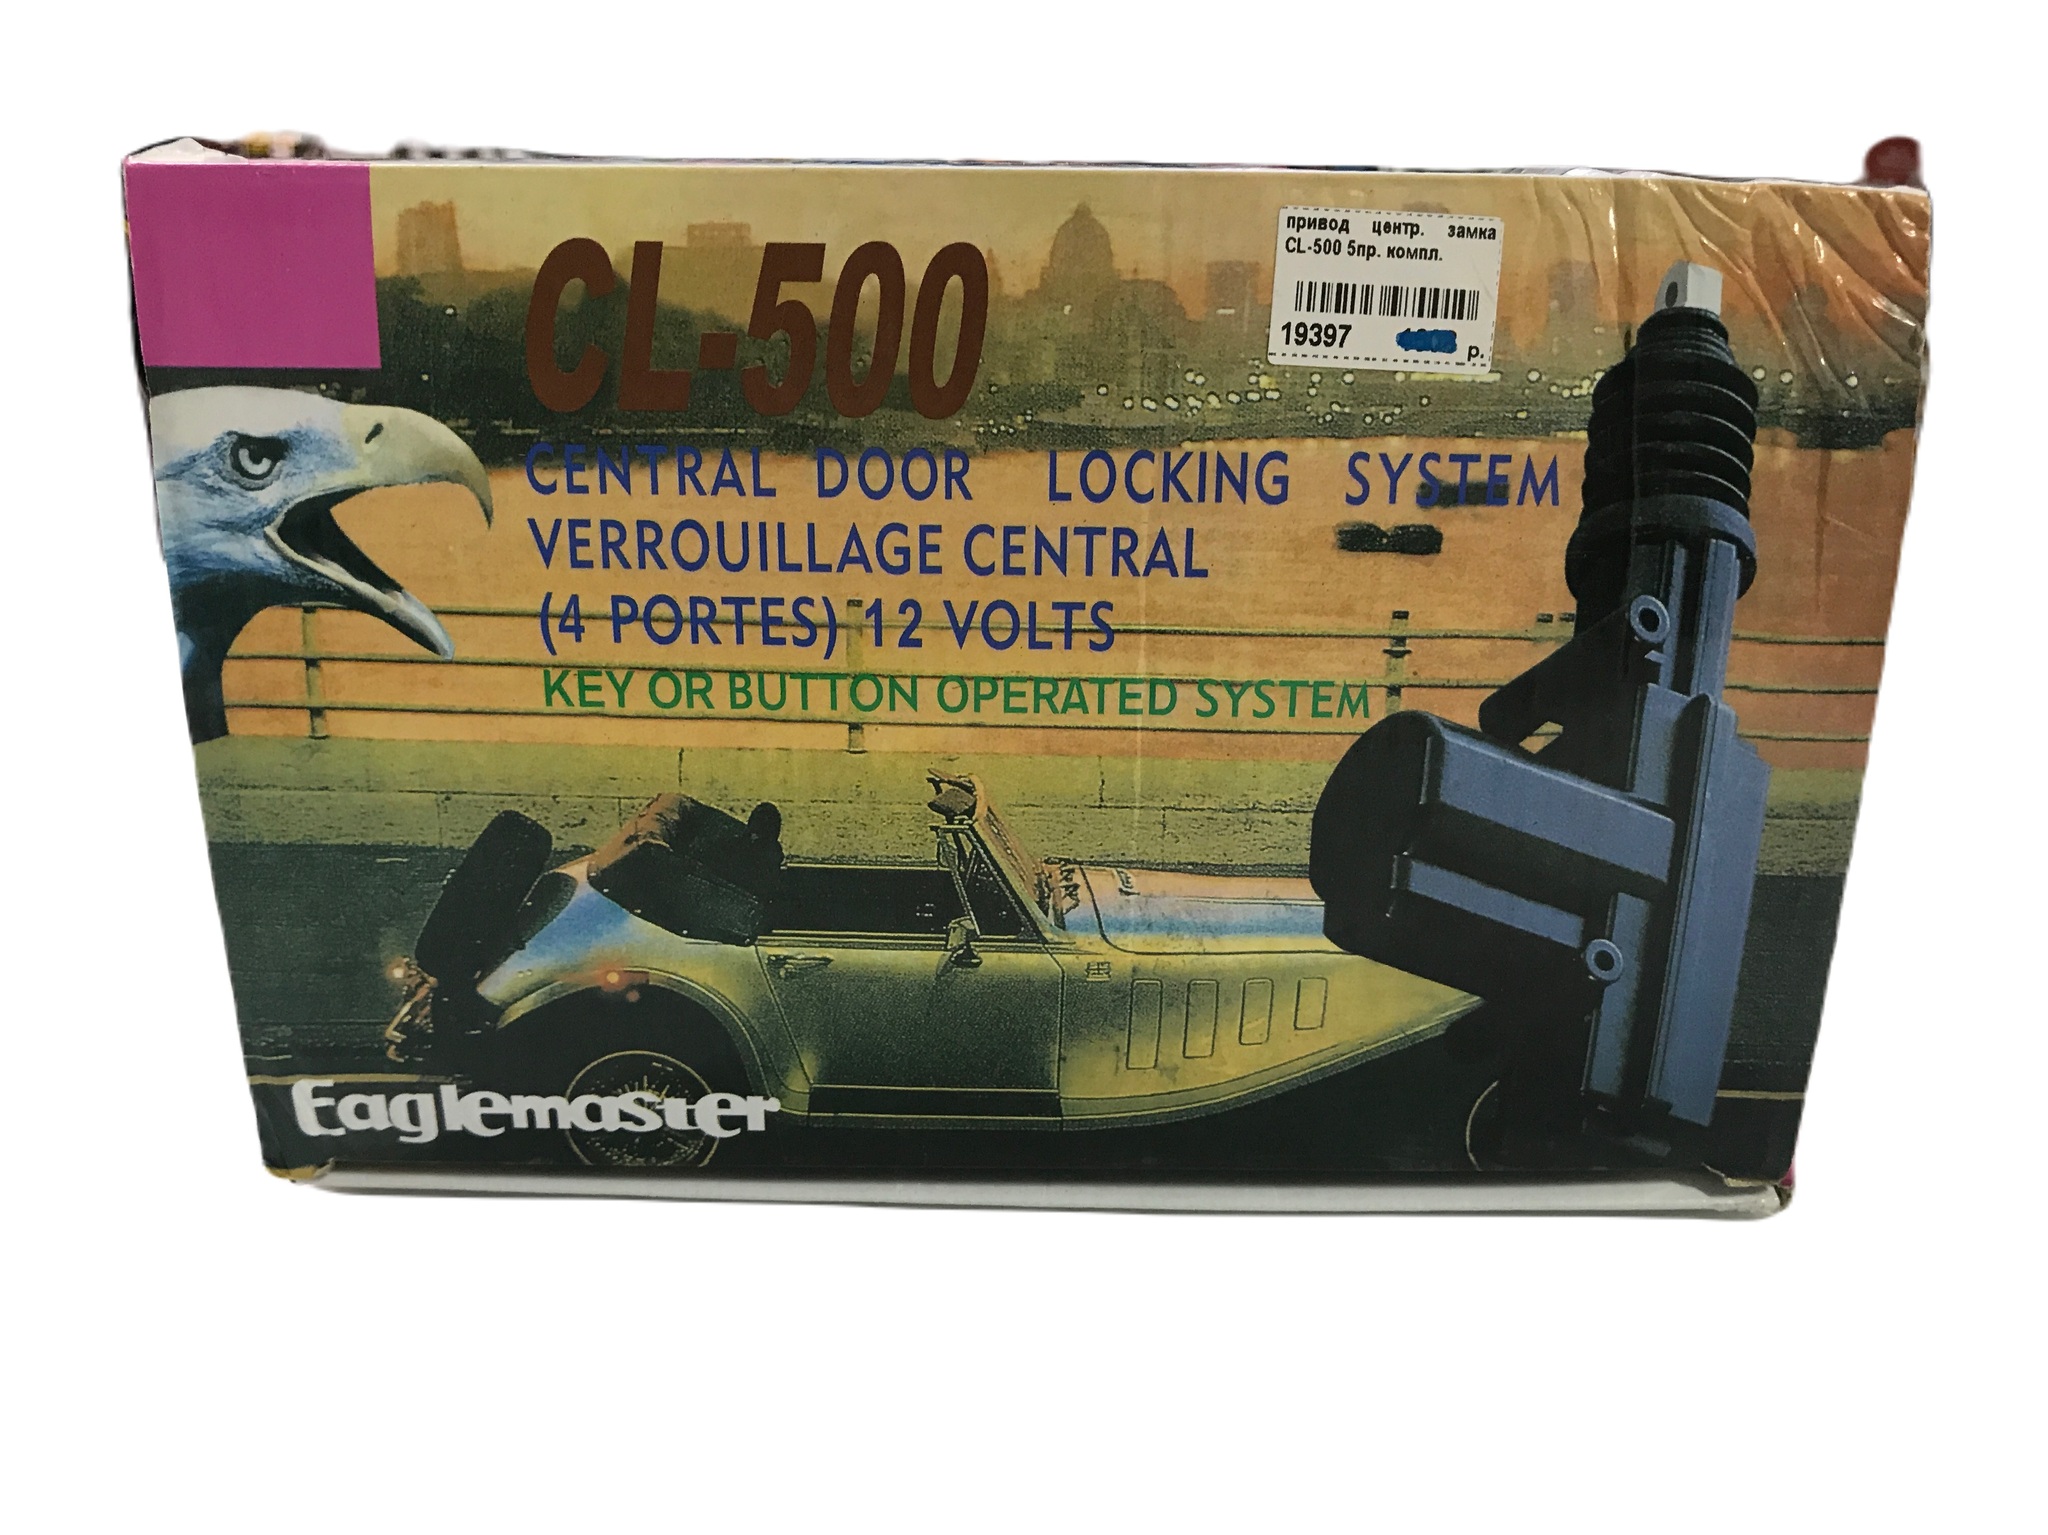 CL-500
привод центр. замка
CL-500 5пр. компл.
19397
р.
CENTRAL DOOR LOCKING SYSTEM
VERROUILLAGE CENTRAL
(4 PORTES) 12 VOLTS
KEY OR BUTTON OPERATED SYSTEM
Eaglemaster